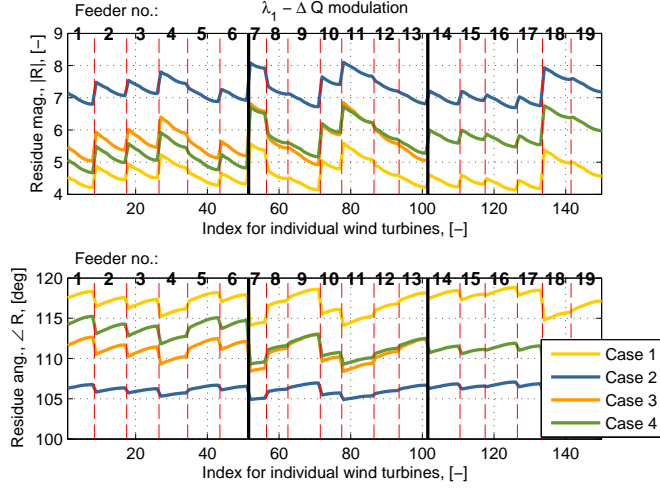 λ1 − Δ Q modulation
Feeder no.:
1 2 3 4 5 6 7 8 9 10 11 12 13 14 15 16 17 18 19
9
8
7
6
5
4
Residue mag., |R| [−]
20 40 60 80 100 120 140
Index for individual wind turbines, [−]
Feeder no.:
1 2 3 4 5 6 7 8 9 10 11 12 13 14 15 16 17 18 19
120
115
110
105
100
Residue ang., ∠ R, [deg]
Case 1
Case 2
Case 3
Case 4
20 40 60 80 100 120 140
Index for individual wind turbines, [−]